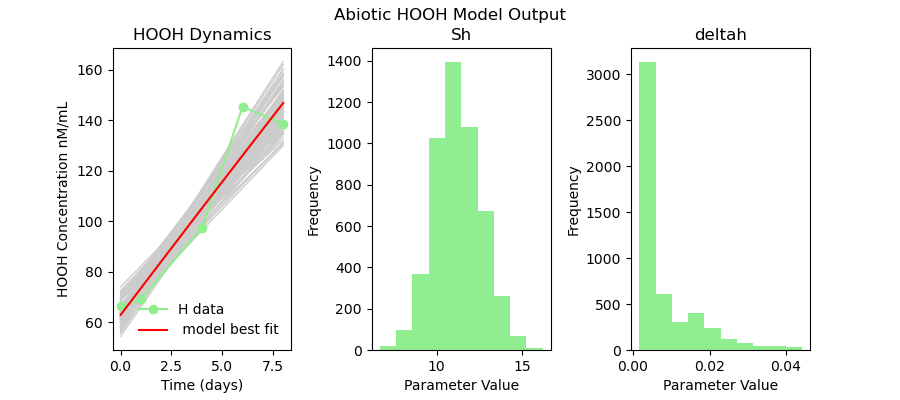 Abiotic HOOH Model Output
HOOH Dynamics
HOOH Concentration nM/mL
160
140
120
100
80
60
H data
model best fit
0.0 2.5 5.0 7.5
Time (days)
Sh
Frequency
1400
1200
1000
800
600
400
200
0
10 15
Parameter Value
deltah
Frequency
3000
2500
2000
1500
1000
500
0
0.00 0.02 0.04
Parameter Value